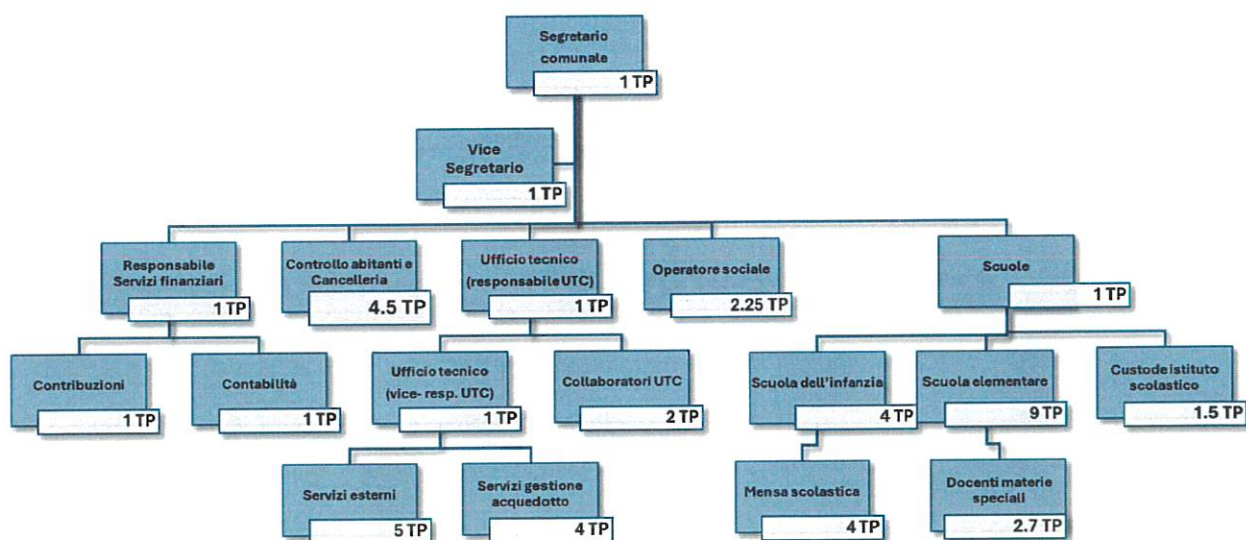 Segretario
comunale
1 TP
Vice
Segretario
1 TP
Responsabile
Servizi finanziari
1 TP
Controllo abitanti e
Cancelleria
4.5 TP
Ufficio tecnico
(responsabile UTC)
1 TP
Operatore sociale
2.25 TP
Scuole
1 TP
Contribuzioni
1 TP
Contabilità
1 TP
Ufficio tecnico
(vice- resp. UTC)
1 TP
Collaboratori UTC
2 TP
Scuola dell'infanzia
4 TP
Scuola elementare
9 TP
Custode istituto
scolastico
1.5 TP
Servizi esterni
5 TP
Servizi gestione
acquedotto
4 TP
Mensa scolastica
4 TP
Docenti materie
speciali
2.7 TP